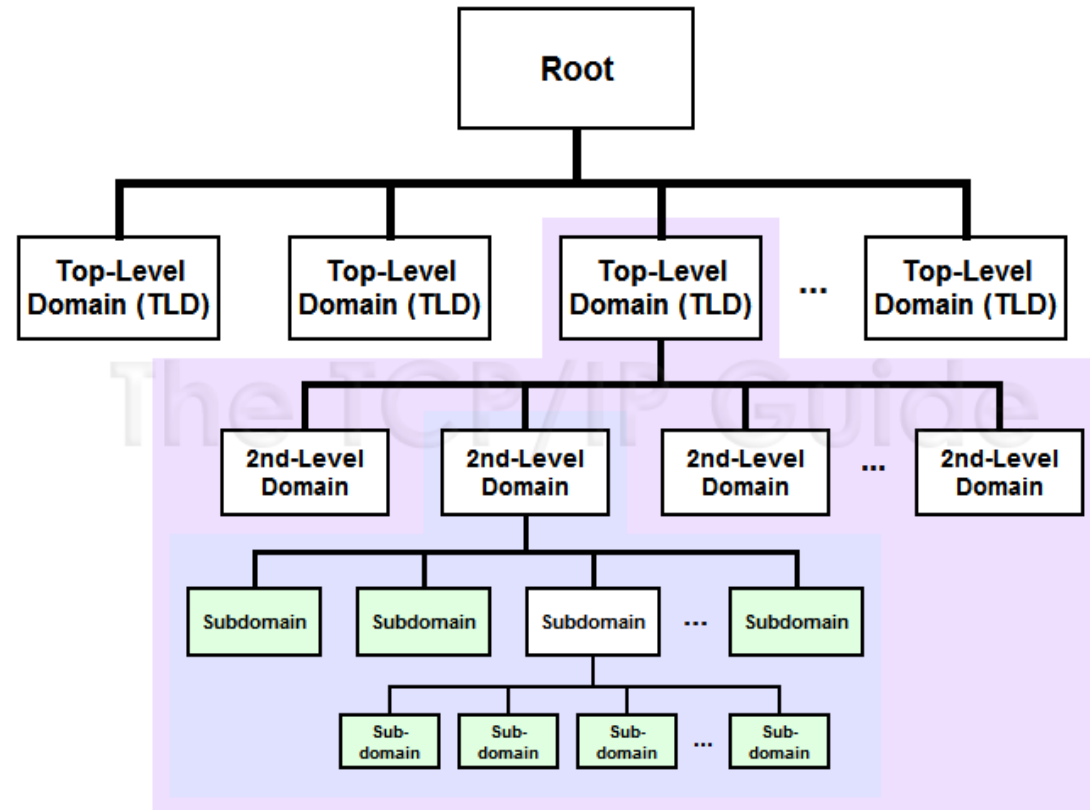 Root
Top-Level
Domain (TLD)
Top-Level
Domain (TLD)
Top-Level
Domain (TLD)
...
Top-Level
Domain (TLD)
The TCP/IP Guide
2nd-Level
Domain
2nd-Level
Domain
2nd-Level
Domain
...
2nd-Level
Domain
Subdomain
Subdomain
Subdomain
...
Subdomain
Sub-
domain
Sub-
domain
Sub-
domain
...
Sub-
domain